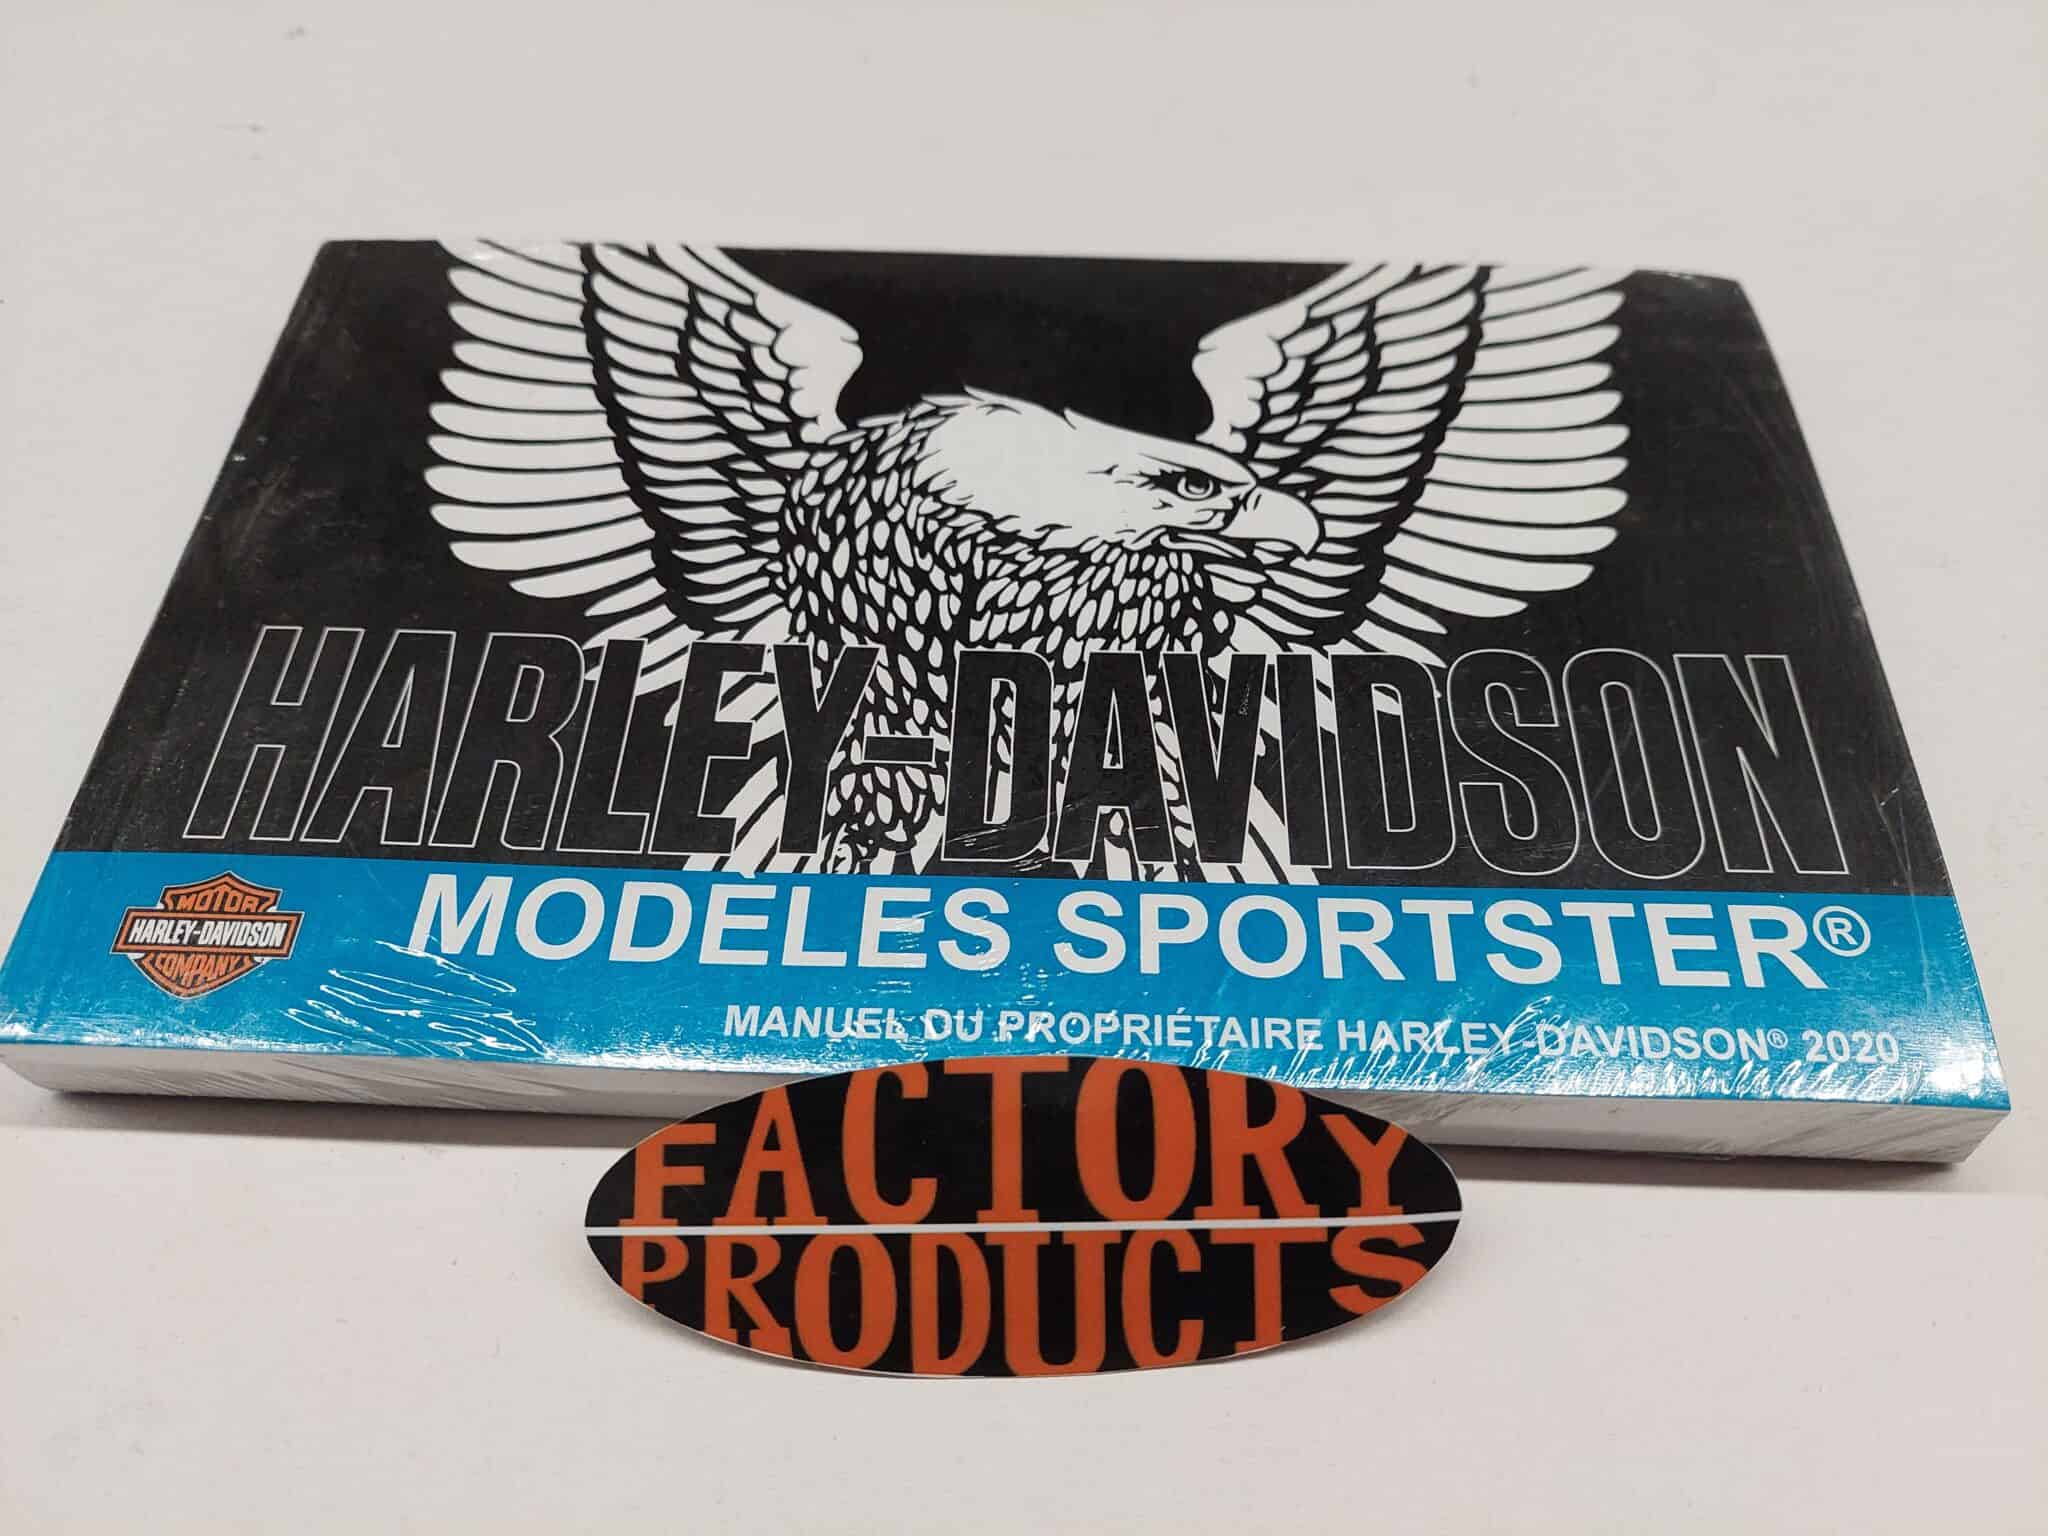 HARLEY-DAVIDSON
MOTOR
HARLEY-DAVIDSON
COMPANY
MODÈLES SPORTSTER®
MANUEL DU PROPRIÉTAIRE HARLEY-DAVIDSON® 2020
FACTORY
PRODUCTS